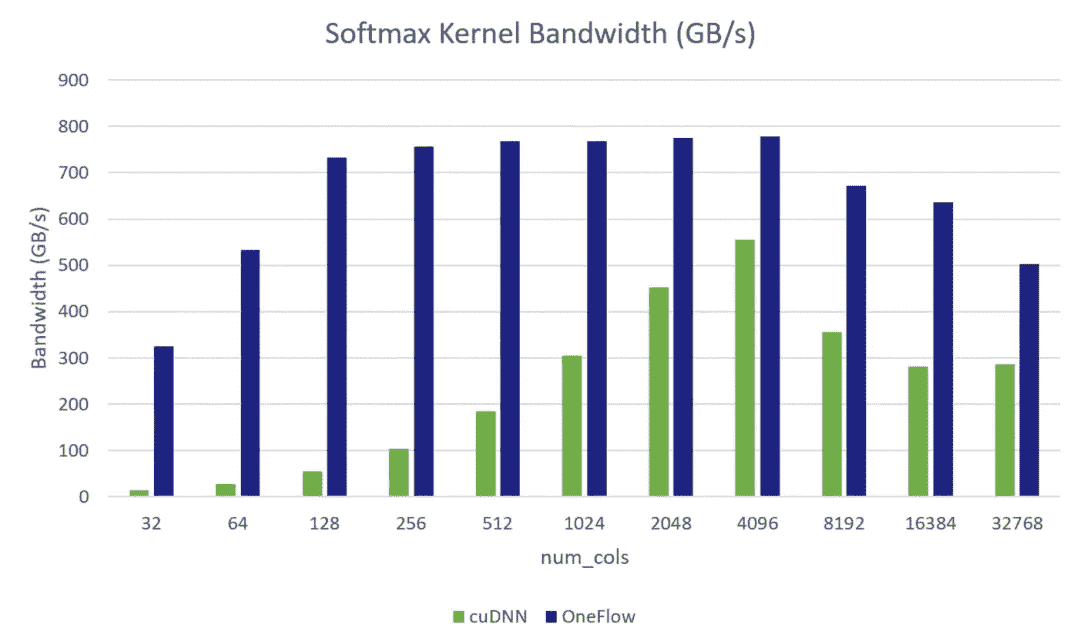 Softmax Kernel Bandwidth (GB/s)
Bandwidth (GB/s)
900
800
700
600
500
400
300
200
100
0
32 64 128 256 512 1024 2048 4096 8192 16384 32768
num_cols
cuDNN OneFlow